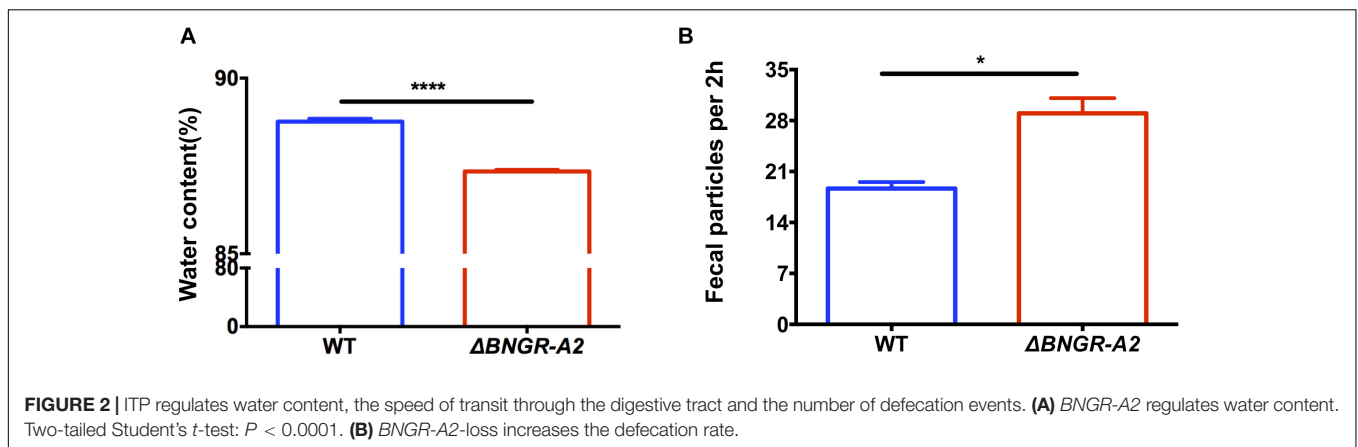 A
90
85
80
0
Water content(%)
****
WT
ΔBNGR-A2
B
35
28
21
14
7
0
Fecal particles per 2h
*
WT
ΔBNGR-A2
FIGURE 2 | ITP regulates water content, the speed of transit through the digestive tract and the number of defecation events. (A) BNGR-A2 regulates water content.
Two-tailed Student's t-test: P < 0.0001. (B) BNGR-A2-loss increases the defecation rate.